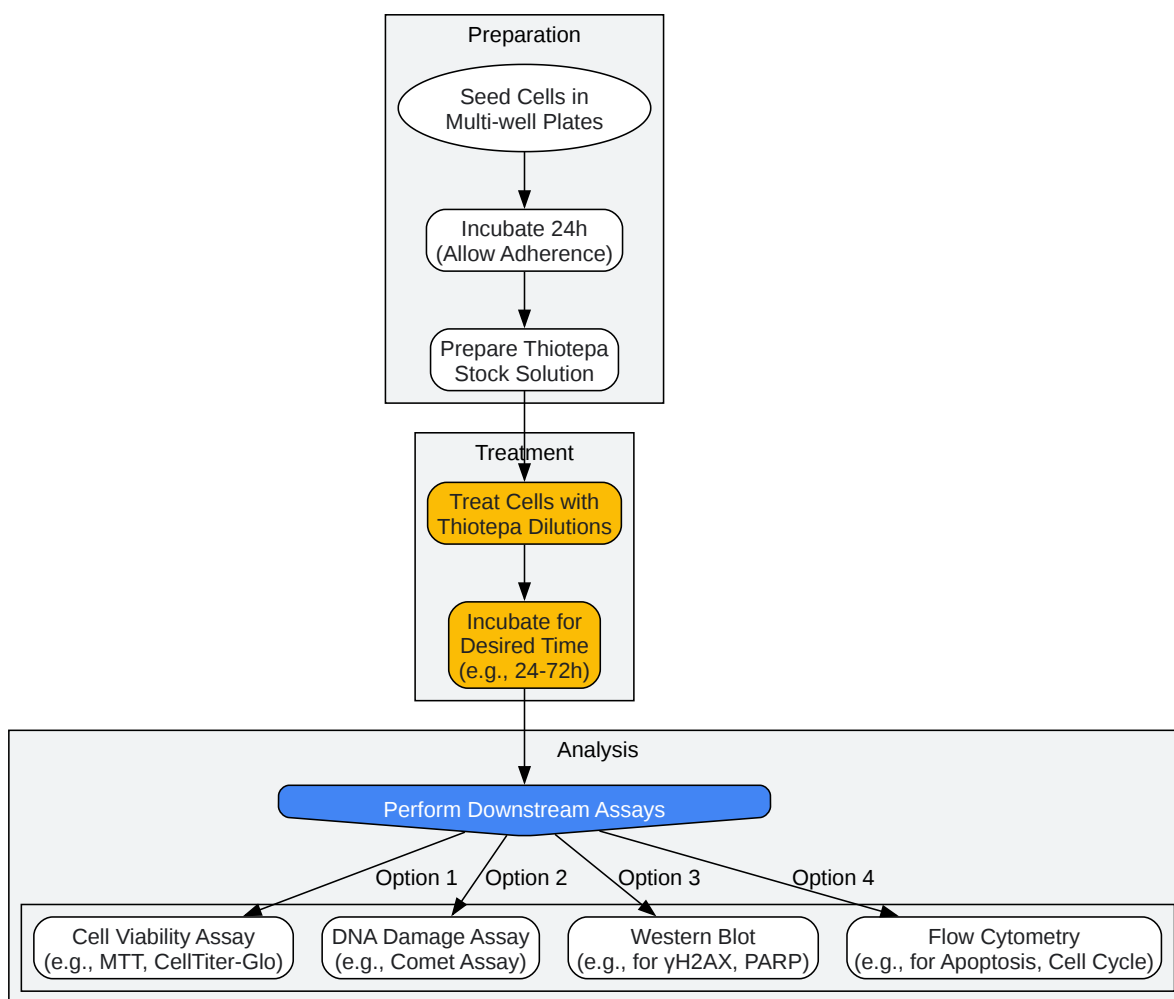 Preparation
Seed Cells in
Multi-well Plates
Incubate 24h
(Allow Adherence)
Prepare Thiotepa
Stock Solution
Treatment
Treat Cells with
Thiotepa Dilutions
Incubate for
Desired Time
(e.g., 24-72h)
Analysis
Perform Downstream Assays
Option 1
Option 2
Option 3
Option 4
Cell Viability Assay
(e.g., MTT, CellTiter-Glo)
DNA Damage Assay
(e.g., Comet Assay)
Western Blot
(e.g., for γH2AX, PARP)
Flow Cytometry
(e.g., for Apoptosis, Cell Cycle)